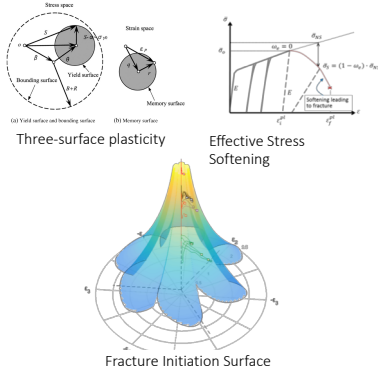 Stress space
S
o
β̄
θ
Yield surface
Bounding surface
B+R
(a) Yield surface and bounding surface
Strain space
ε p
q
r
Memory surface
(b) Memory surface
Three-surface plasticity
E
E
Softening leading
to fracture
ε
Effective Stress
Softening
Fracture Initiation Surface